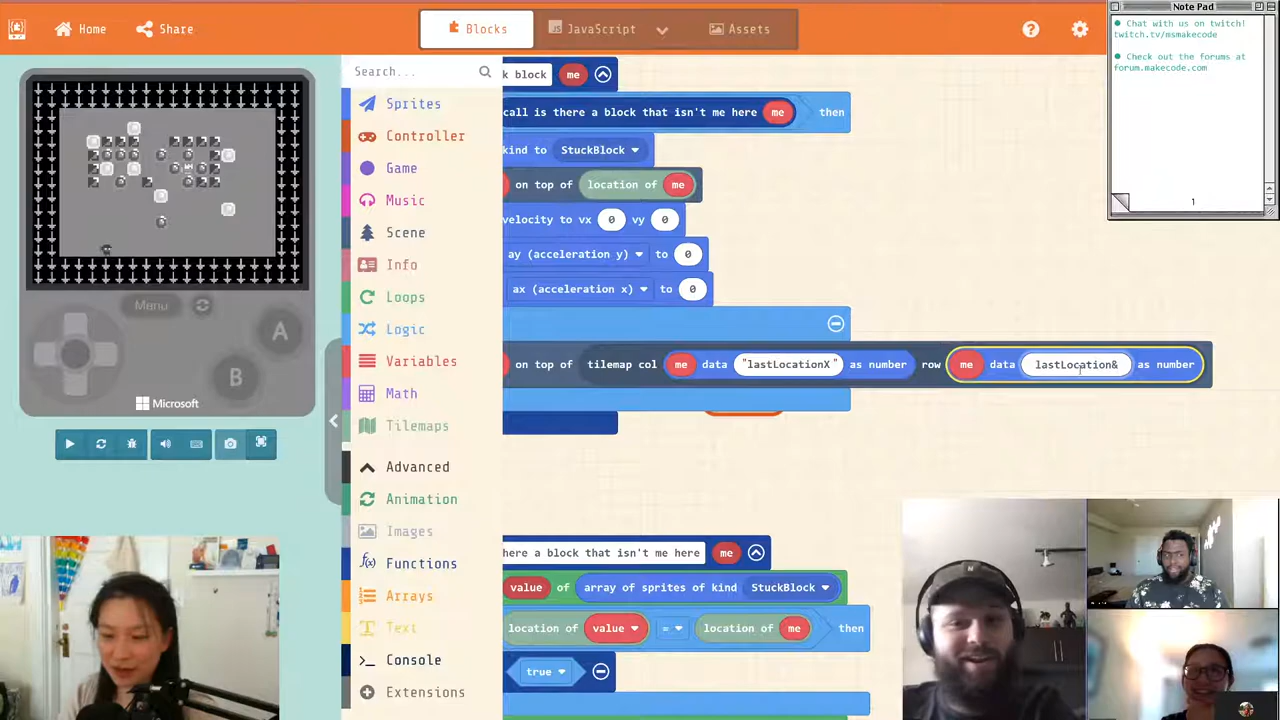 Home
Share
Blocks
JavaScript
Assets
Note Pad
Chat with us on twitch!
twitch.tv/msmakecode
Check out the forums at
forum.makecode.com
1
Menu
A
B
Microsoft
Search...
Sprites
Controller
Game
Music
Scene
Info
Loops
Logic
Variables
Math
Tilemaps
Advanced
Animation
Images
Functions
Arrays
Text
Console
Extensions
k block me
call is there a block that isn't me here me then
kind to StuckBlock
on top of location of me
velocity to vx 0 vy 0
ay (acceleration y) to 0
ax (acceleration x) to 0
on top of tilemap col me data "lastLocationX" as number row me data lastLocation& as number
here a block that isn't me here me
value of array of sprites of kind StuckBlock
location of value = location of me then
true